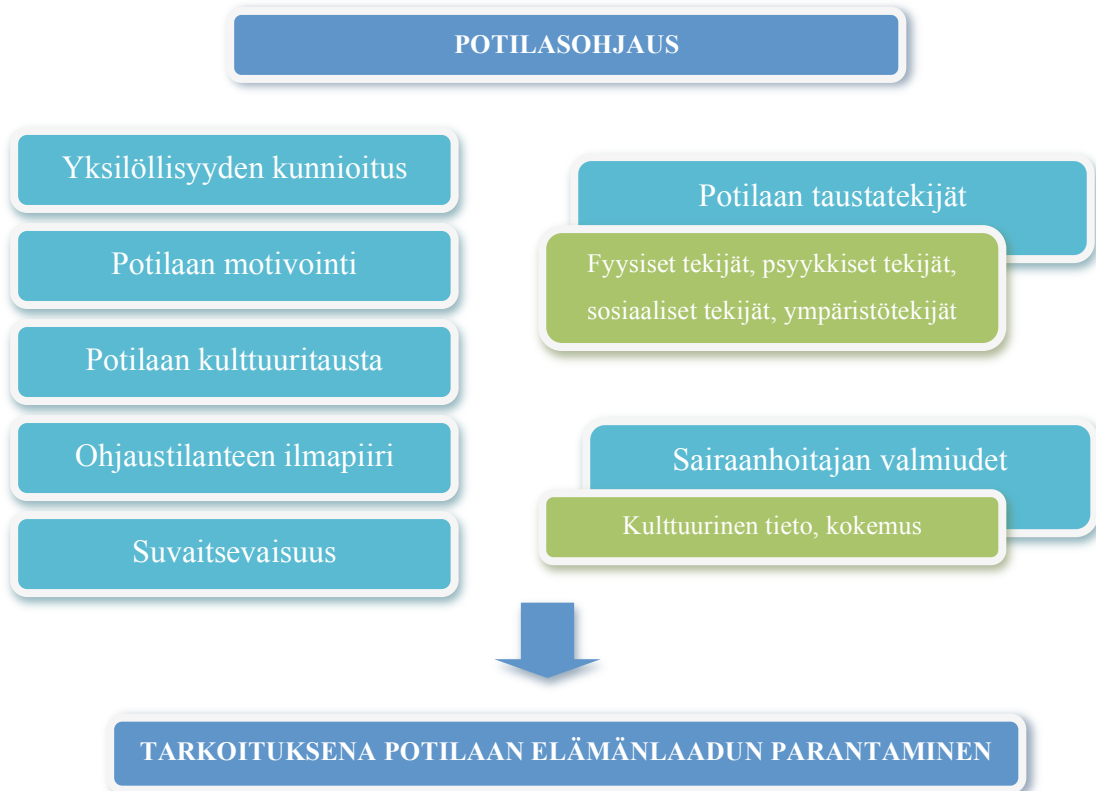 POTILASOHJAUS
Yksilöllisyyden kunnioitus
Potilaan motivointi
Potilaan kulttuuritausta
Ohjaustilanteen ilmapiiri
Suvaitsevaisuus
Potilaan taustatekijät
Fyysiset tekijät, psyykkiset tekijät,
sosiaaliset tekijät, ympäristötekijät
Sairaanhoitajan valmiudet
Kulttuurinen tieto, kokemus
TARKOITUKSENA POTILAAN ELÄMÄNLAADUN PARANTAMINEN